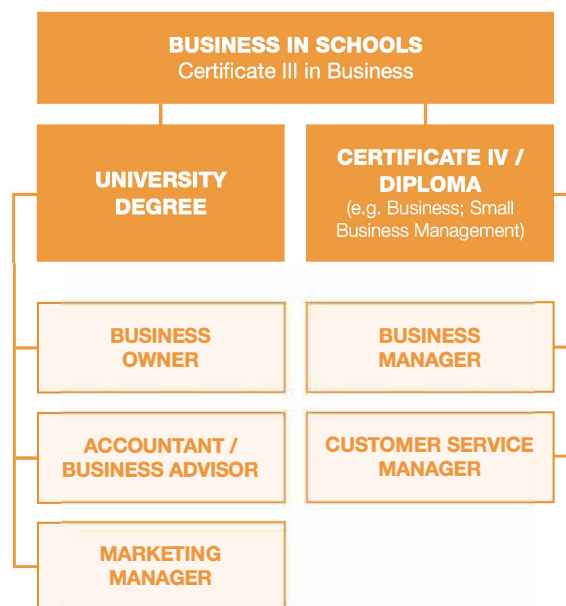 BUSINESS IN SCHOOLS
Certificate III in Business
UNIVERSITY
DEGREE
CERTIFICATE IV /
DIPLOMA
(e.g. Business; Small
Business Management)
BUSINESS
OWNER
BUSINESS
MANAGER
ACCOUNTANT /
BUSINESS ADVISOR
CUSTOMER SERVICE
MANAGER
MARKETING
MANAGER